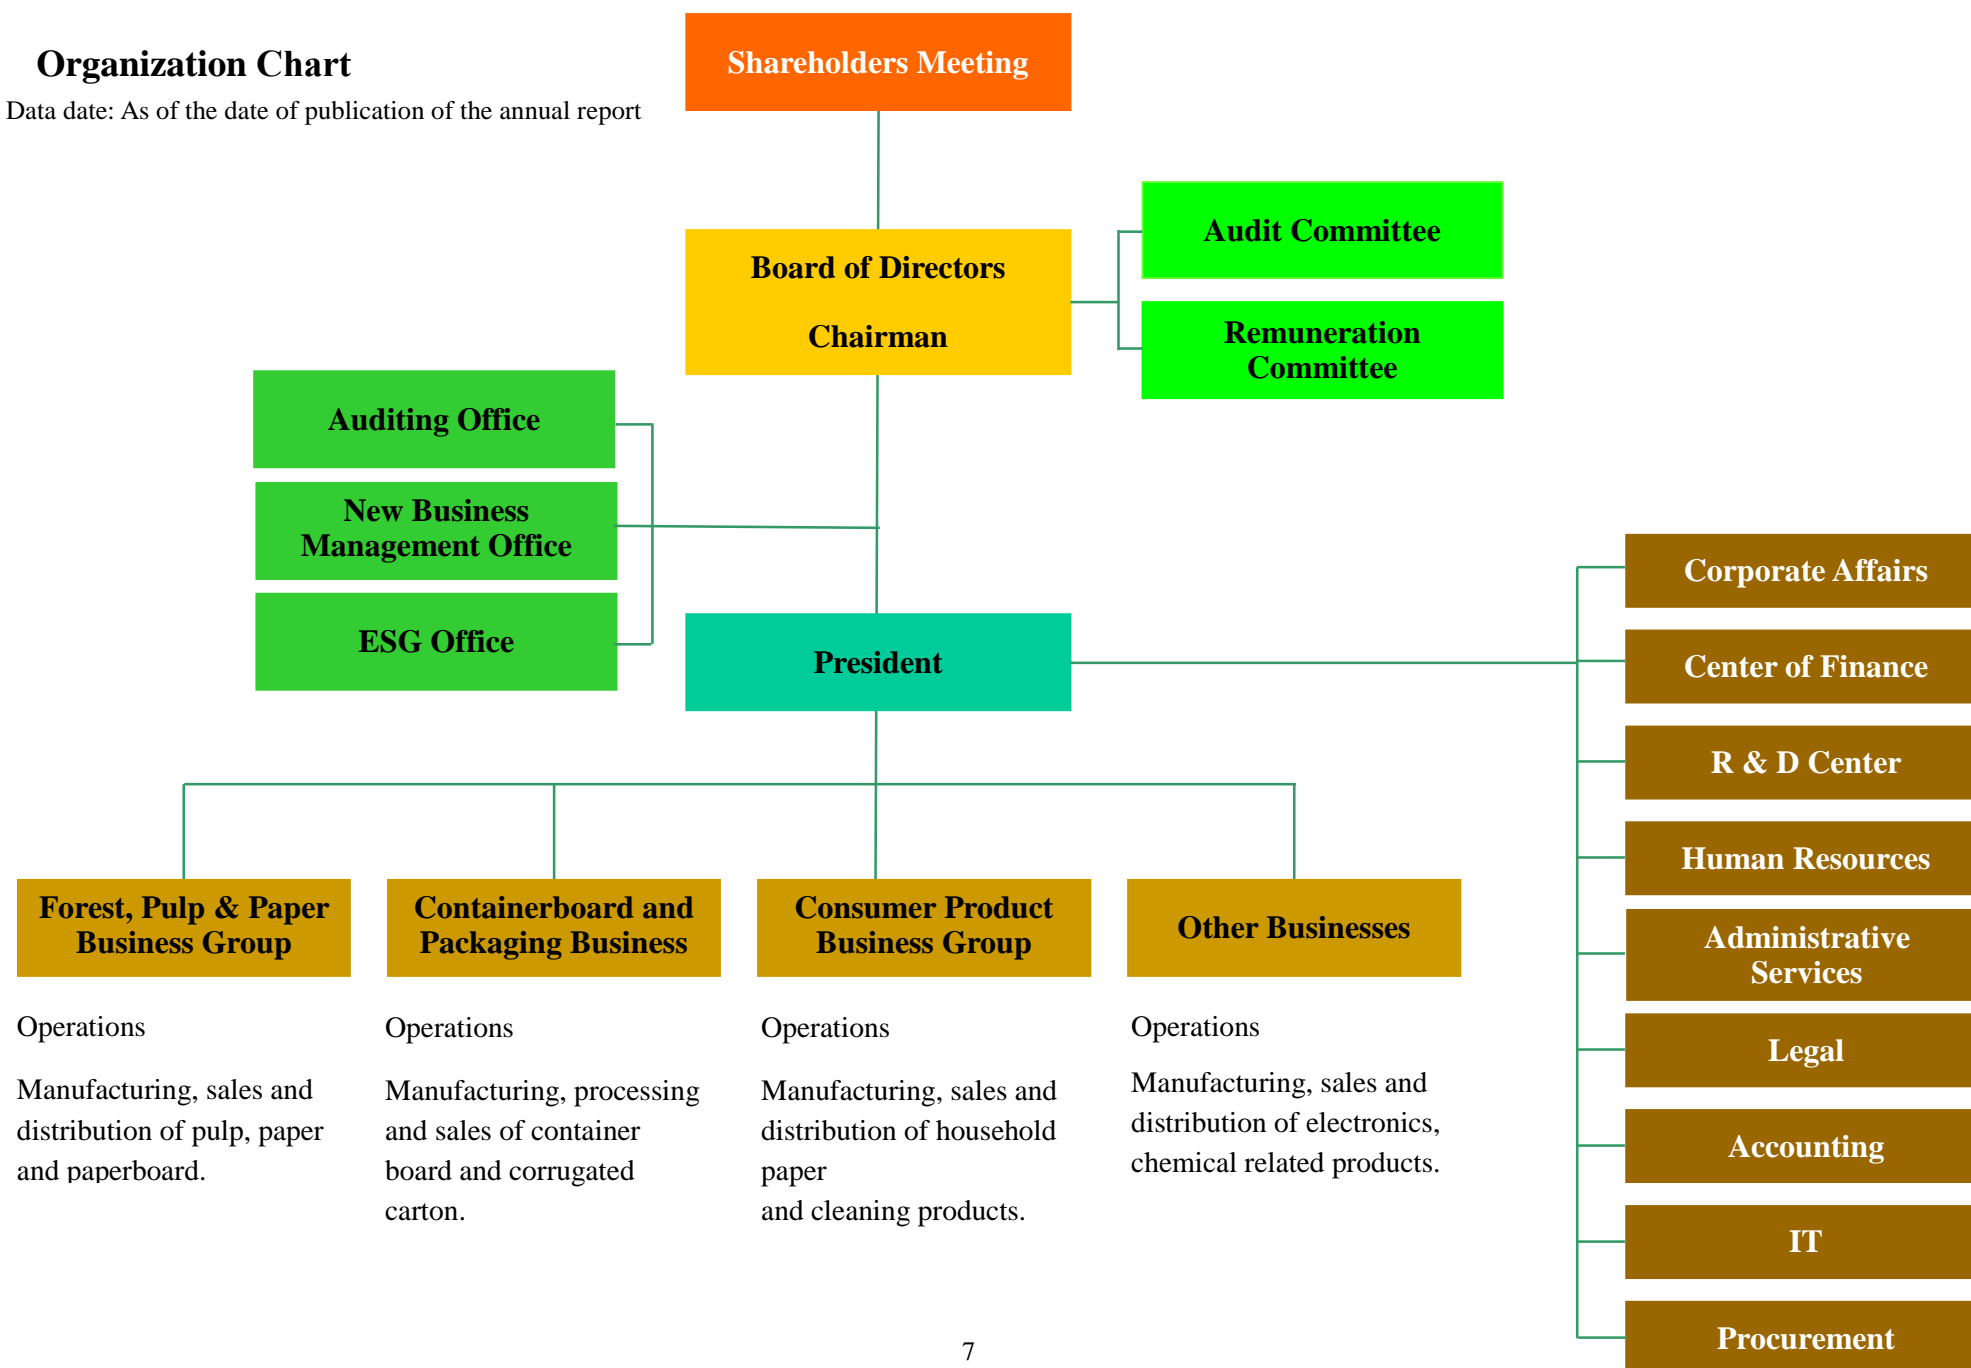 Organization Chart
Data date: As of the date of publication of the annual report
Shareholders Meeting
Board of Directors
Chairman
Audit Committee
Remuneration
Committee
Auditing Office
New Business
Management Office
ESG Office
President
Corporate Affairs
Center of Finance
R & D Center
Human Resources
Administrative
Services
Legal
Accounting
IT
Procurement
Forest, Pulp & Paper
Business Group
Operations
Manufacturing, sales and
distribution of pulp, paper
and paperboard.
Containerboard and
Packaging Business
Operations
Manufacturing, processing
and sales of container
board and corrugated
carton.
Consumer Product
Business Group
Operations
Manufacturing, sales and
distribution of household
paper
and cleaning products.
Other Businesses
Operations
Manufacturing, sales and
distribution of electronics,
chemical related products.
7